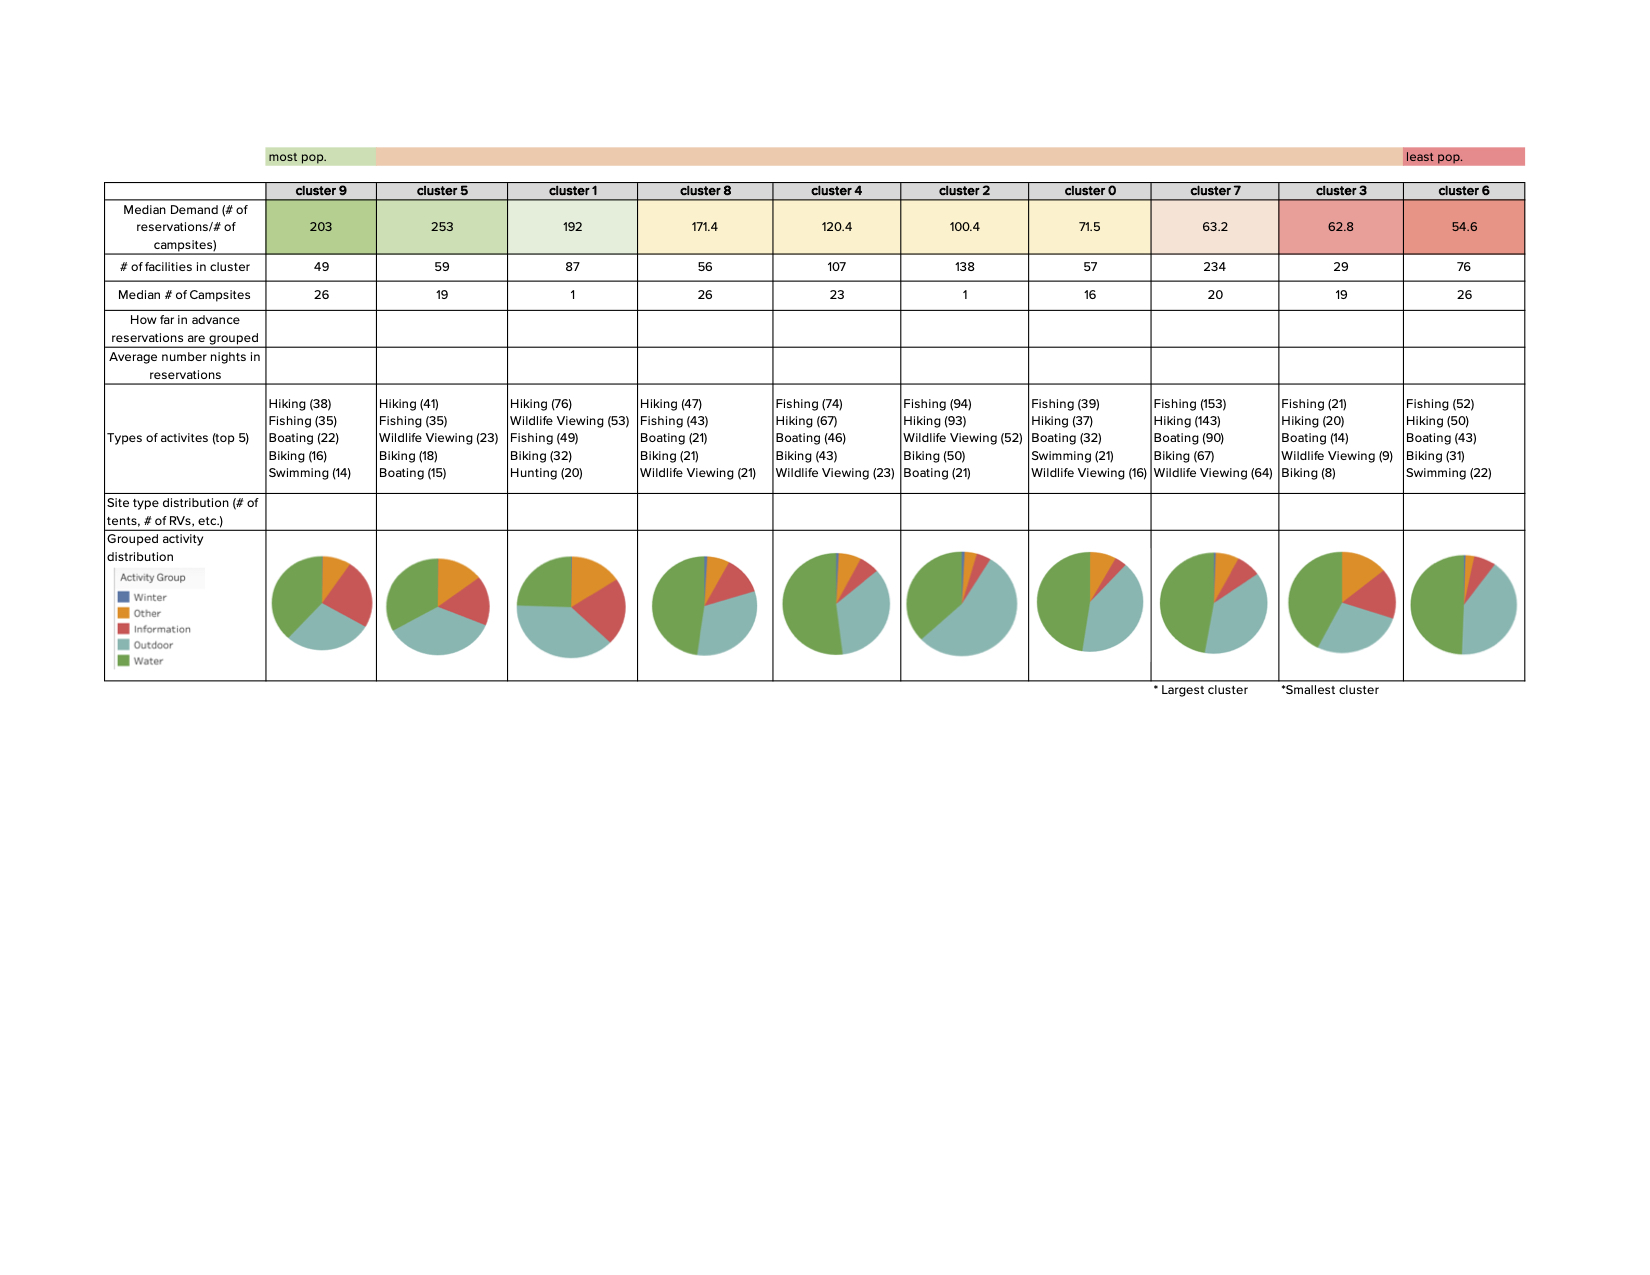 most pop.
least pop.
cluster 9 cluster 5 cluster 1 cluster 8 cluster 4 cluster 2 cluster 0 cluster 7 cluster 3 cluster 6
Median Demand (# of
reservations/# of
campsites)
203 253 192 171.4 120.4 100.4 71.5 63.2 62.8 54.6
# of facilities in cluster 49 59 87 56 107 138 57 234 29 76
Median # of Campsites 26 19 1 26 23 1 16 20 19 26
How far in advance
reservations are grouped
Average number nights in
reservations
Types of activites (top 5)
Hiking (38)
Fishing (35)
Boating (22)
Biking (16)
Swimming (14)
Hiking (41)
Fishing (35)
Wildlife Viewing (23)
Biking (18)
Boating (15)
Hiking (76)
Wildlife Viewing (53)
Fishing (49)
Biking (32)
Hunting (20)
Hiking (47)
Fishing (43)
Boating (21)
Biking (21)
Wildlife Viewing (21)
Fishing (74)
Hiking (67)
Boating (46)
Biking (43)
Wildlife Viewing (23)
Fishing (94)
Hiking (93)
Wildlife Viewing (52)
Biking (50)
Boating (21)
Fishing (39)
Hiking (37)
Boating (32)
Swimming (21)
Wildlife Viewing (16)
Fishing (153)
Hiking (143)
Boating (90)
Biking (67)
Wildlife Viewing (64)
Fishing (21)
Hiking (20)
Boating (14)
Wildlife Viewing (9)
Biking (8)
Fishing (52)
Hiking (50)
Boating (43)
Biking (31)
Swimming (22)
Site type distribution (# of
tents, # of RVs, etc.)
Grouped activity
distribution
Activity Group
Winter
Other
Information
Outdoor
Water
* Largest cluster
*Smallest cluster